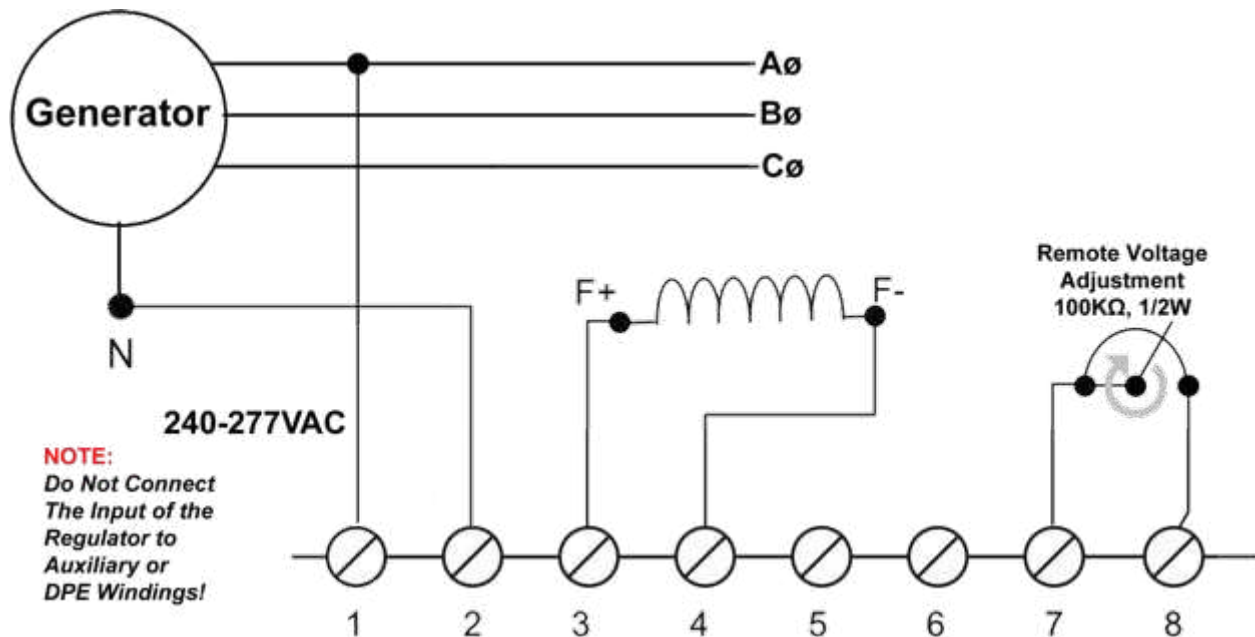 Generator
Aø
Bø
Cø
N
240-277VAC
NOTE:
Do Not Connect
The Input of the
Regulator to
Auxiliary or
DPE Windings!
F+
F-
Remote Voltage
Adjustment
100KΩ, 1/2W
1 2 3 4 5 6 7 8